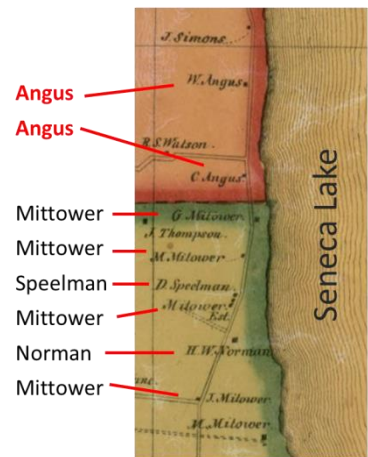 J. Simons.
Angus
W. Angus
Angus
R.S. Watson.
C. Angus
Seneca Lake
Mittower
G. Mitower.
J. Thompson.
Mittower
M. Mitower
Speelman
D. Speelman
Mittower
Mitower
Est.
Norman
H.W. Norman
Mittower
J. Mitower
M. Mitower